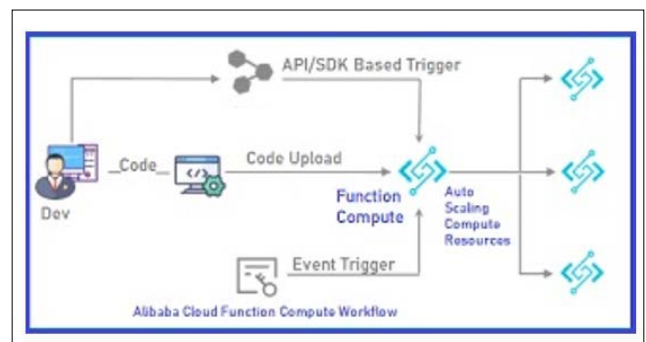 API/SDK Based Trigger
_Code_
Code Upload
Dev
Function
Compute
Auto
Scaling
Compute
Resources
Event Trigger
Alibaba Cloud Function Compute Workflow